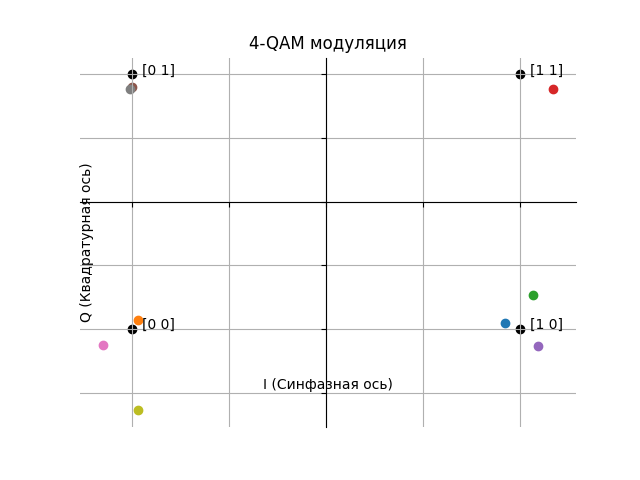 4-QAM модуляция
[0 1]
[1 1]
Q (Квадратурная ось)
[0 0]
[1 0]
I (Синфазная ось)